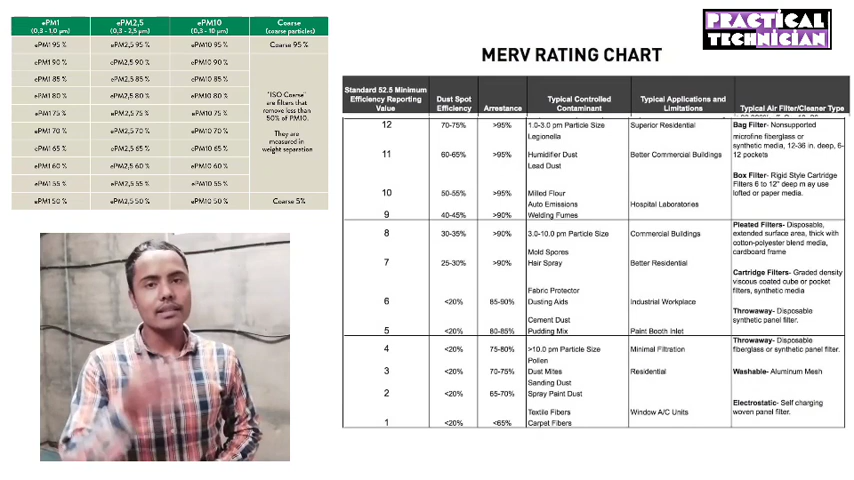 ePM1 ePM2,5 ePM10 Coarse
(0,3 - 1,0 µm) (0,3 - 2,5 µm) (0,3 - 10 µm) (coarse particles)
ePM1 95 % ePM2,5 95 % ePM10 95 % Coarse 95 %
ePM1 90 % ePM2,5 90 % ePM10 90 %
ePM1 85 % ePM2,5 85 % ePM10 85 %
ePM1 80 % ePM2,5 80 % ePM10 80 %
ePM1 75 % ePM2,5 75 % ePM10 75 %
ePM1 70 % ePM2,5 70 % ePM10 70 %
ePM1 65 % ePM2,5 65 % ePM10 65 %
ePM1 60 % ePM2,5 60 % ePM10 60 %
ePM1 55 % ePM2,5 55 % ePM10 55 %
ePM1 50 % ePM2,5 50 % ePM10 50 % Coarse 5%
"ISO Coarse"
are filters that
remove less than
50% of PM10.
They are
measured in
weight separation
PRACTICAL
TECHNICIAN
MERV RATING CHART
Standard 52.5 Minimum
Efficiency Reporting
Value
Dust Spot
Efficiency
Arrestance
Typical Controlled
Contaminant
Typical Applications and
Limitations
Typical Air Filter/Cleaner Type
12 70-75% >95% 1.0-3.0 pm Particle Size Superior Residential
Legionella
11 60-65% >95% Humidifier Dust Better Commercial Buildings
Lead Dust
10 50-55% >95% Milled Flour
Auto Emissions Hospital Laboratories
9 40-45% >90% Welding Fumes
Bag Filter- Nonsupported
microfine fiberglass or
synthetic media, 12-36 in. deep, 6-
12 pockets
Box Filter- Rigid Style Cartridge
Filters 6 to 12" deep m ay use
lofted or paper media.
8 30-35% >90% 3.0-10.0 pm Particle Size Commercial Buildings
Mold Spores
7 25-30% >90% Hair Spray Better Residential
Fabric Protector
6 <20% 85-90% Dusting Aids Industrial Workplace
Cement Dust
5 <20% 80-85% Pudding Mix Paint Booth Inlet
Pleated Filters- Disposable,
extended surface area, thick with
cotton-polyester blend media,
cardboard frame
Cartridge Filters- Graded density
viscous coated cube or pocket
filters, synthetic media
Throwaway- Disposable
synthetic panel filter.
4 <20% 75-80% >10.0 pm Particle Size Minimal Filtration
Pollen
3 <20% 70-75% Dust Mites Residential
Sanding Dust
2 <20% 65-70% Spray Paint Dust
Textile Fibers Window A/C Units
1 <20% <65% Carpet Fibers
Throwaway- Disposable
fiberglass or synthetic panel filter.
Washable- Aluminum Mesh
Electrostatic- Self charging
woven panel filter.